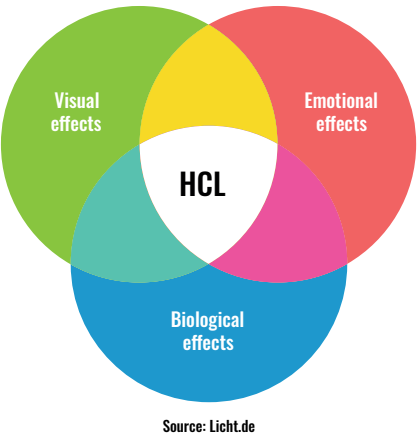 Visual
effects
Emotional
effects
HCL
Biological
effects
Source: Licht.de